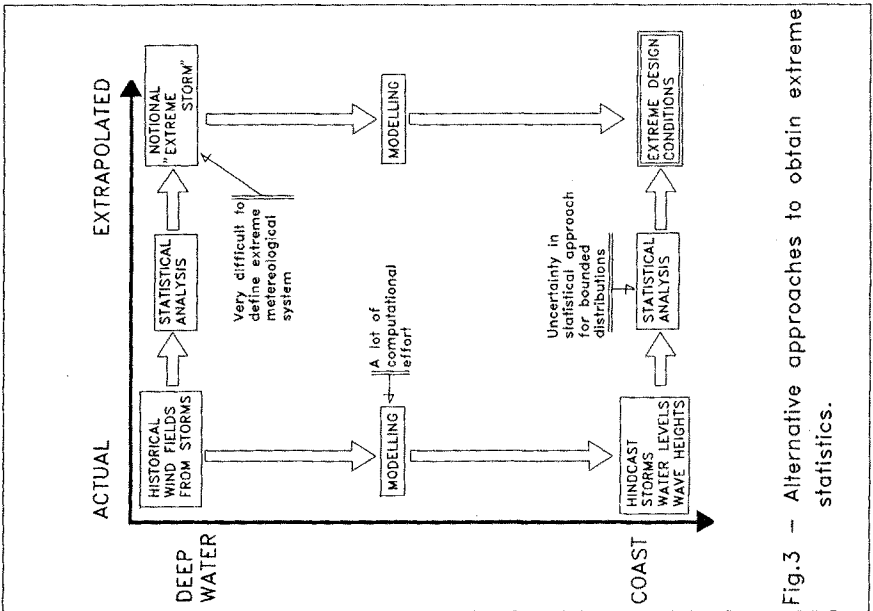 ACTUAL
EXTRAPOLATED
DEEP
WATER
HISTORICAL
WIND FIELDS
FROM STORMS
STATISTICAL
ANALYSIS
NOTIONAL
"EXTREME
STORM"
Very difficult to
define extreme
metereological
system
A lot of
computational
effort
MODELLING
MODELLING
Uncertainty in
statistical approach
for bounded
distributions
COAST
HINDCAST
STORMS
WATER LEVELS
WAVE HEIGHTS
STATISTICAL
ANALYSIS
EXTREME DESIGN
CONDITIONS
Fig.3 – Alternative approaches to obtain extreme
statistics.